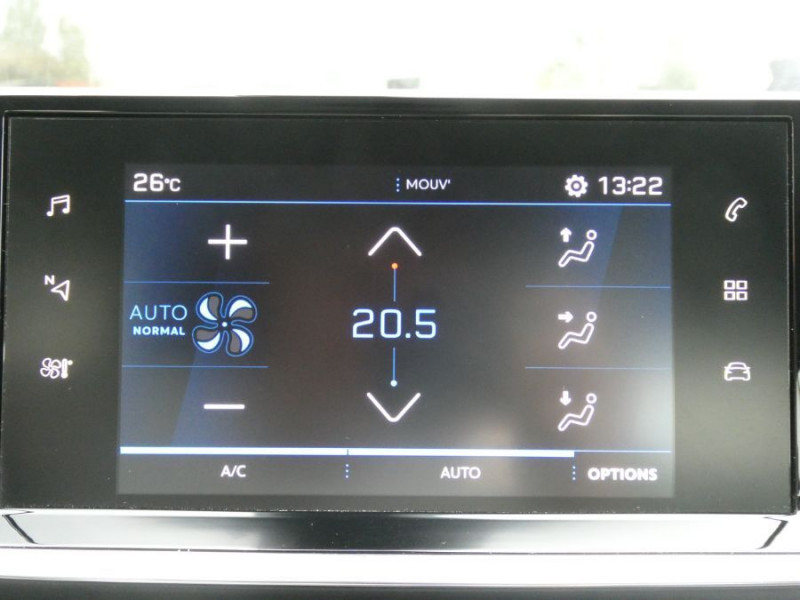 26°C
MOUV'
13:22
N
AUTO
NORMAL
20.5
A/C
AUTO
OPTIONS